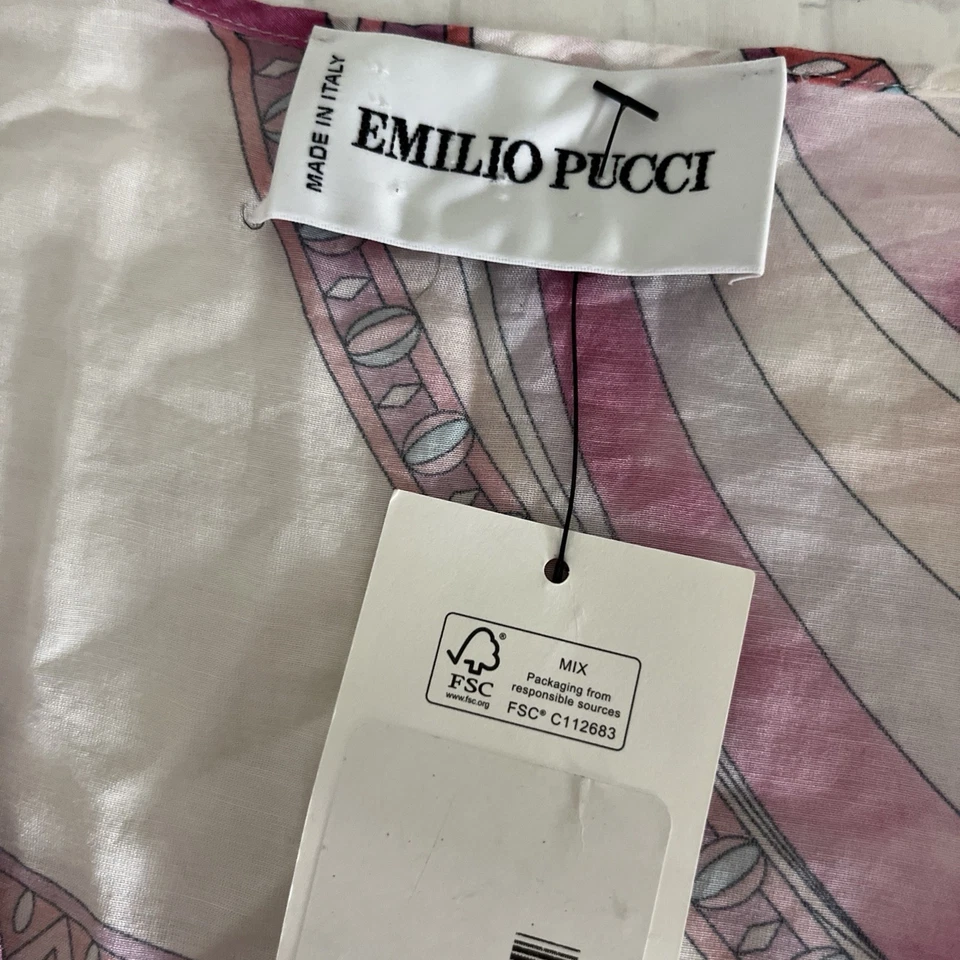 MADE IN ITALY
EMILIO PUCCI
FSC®
www.fsc.org
MIX
Packaging from
responsible sources
FSC® C112683